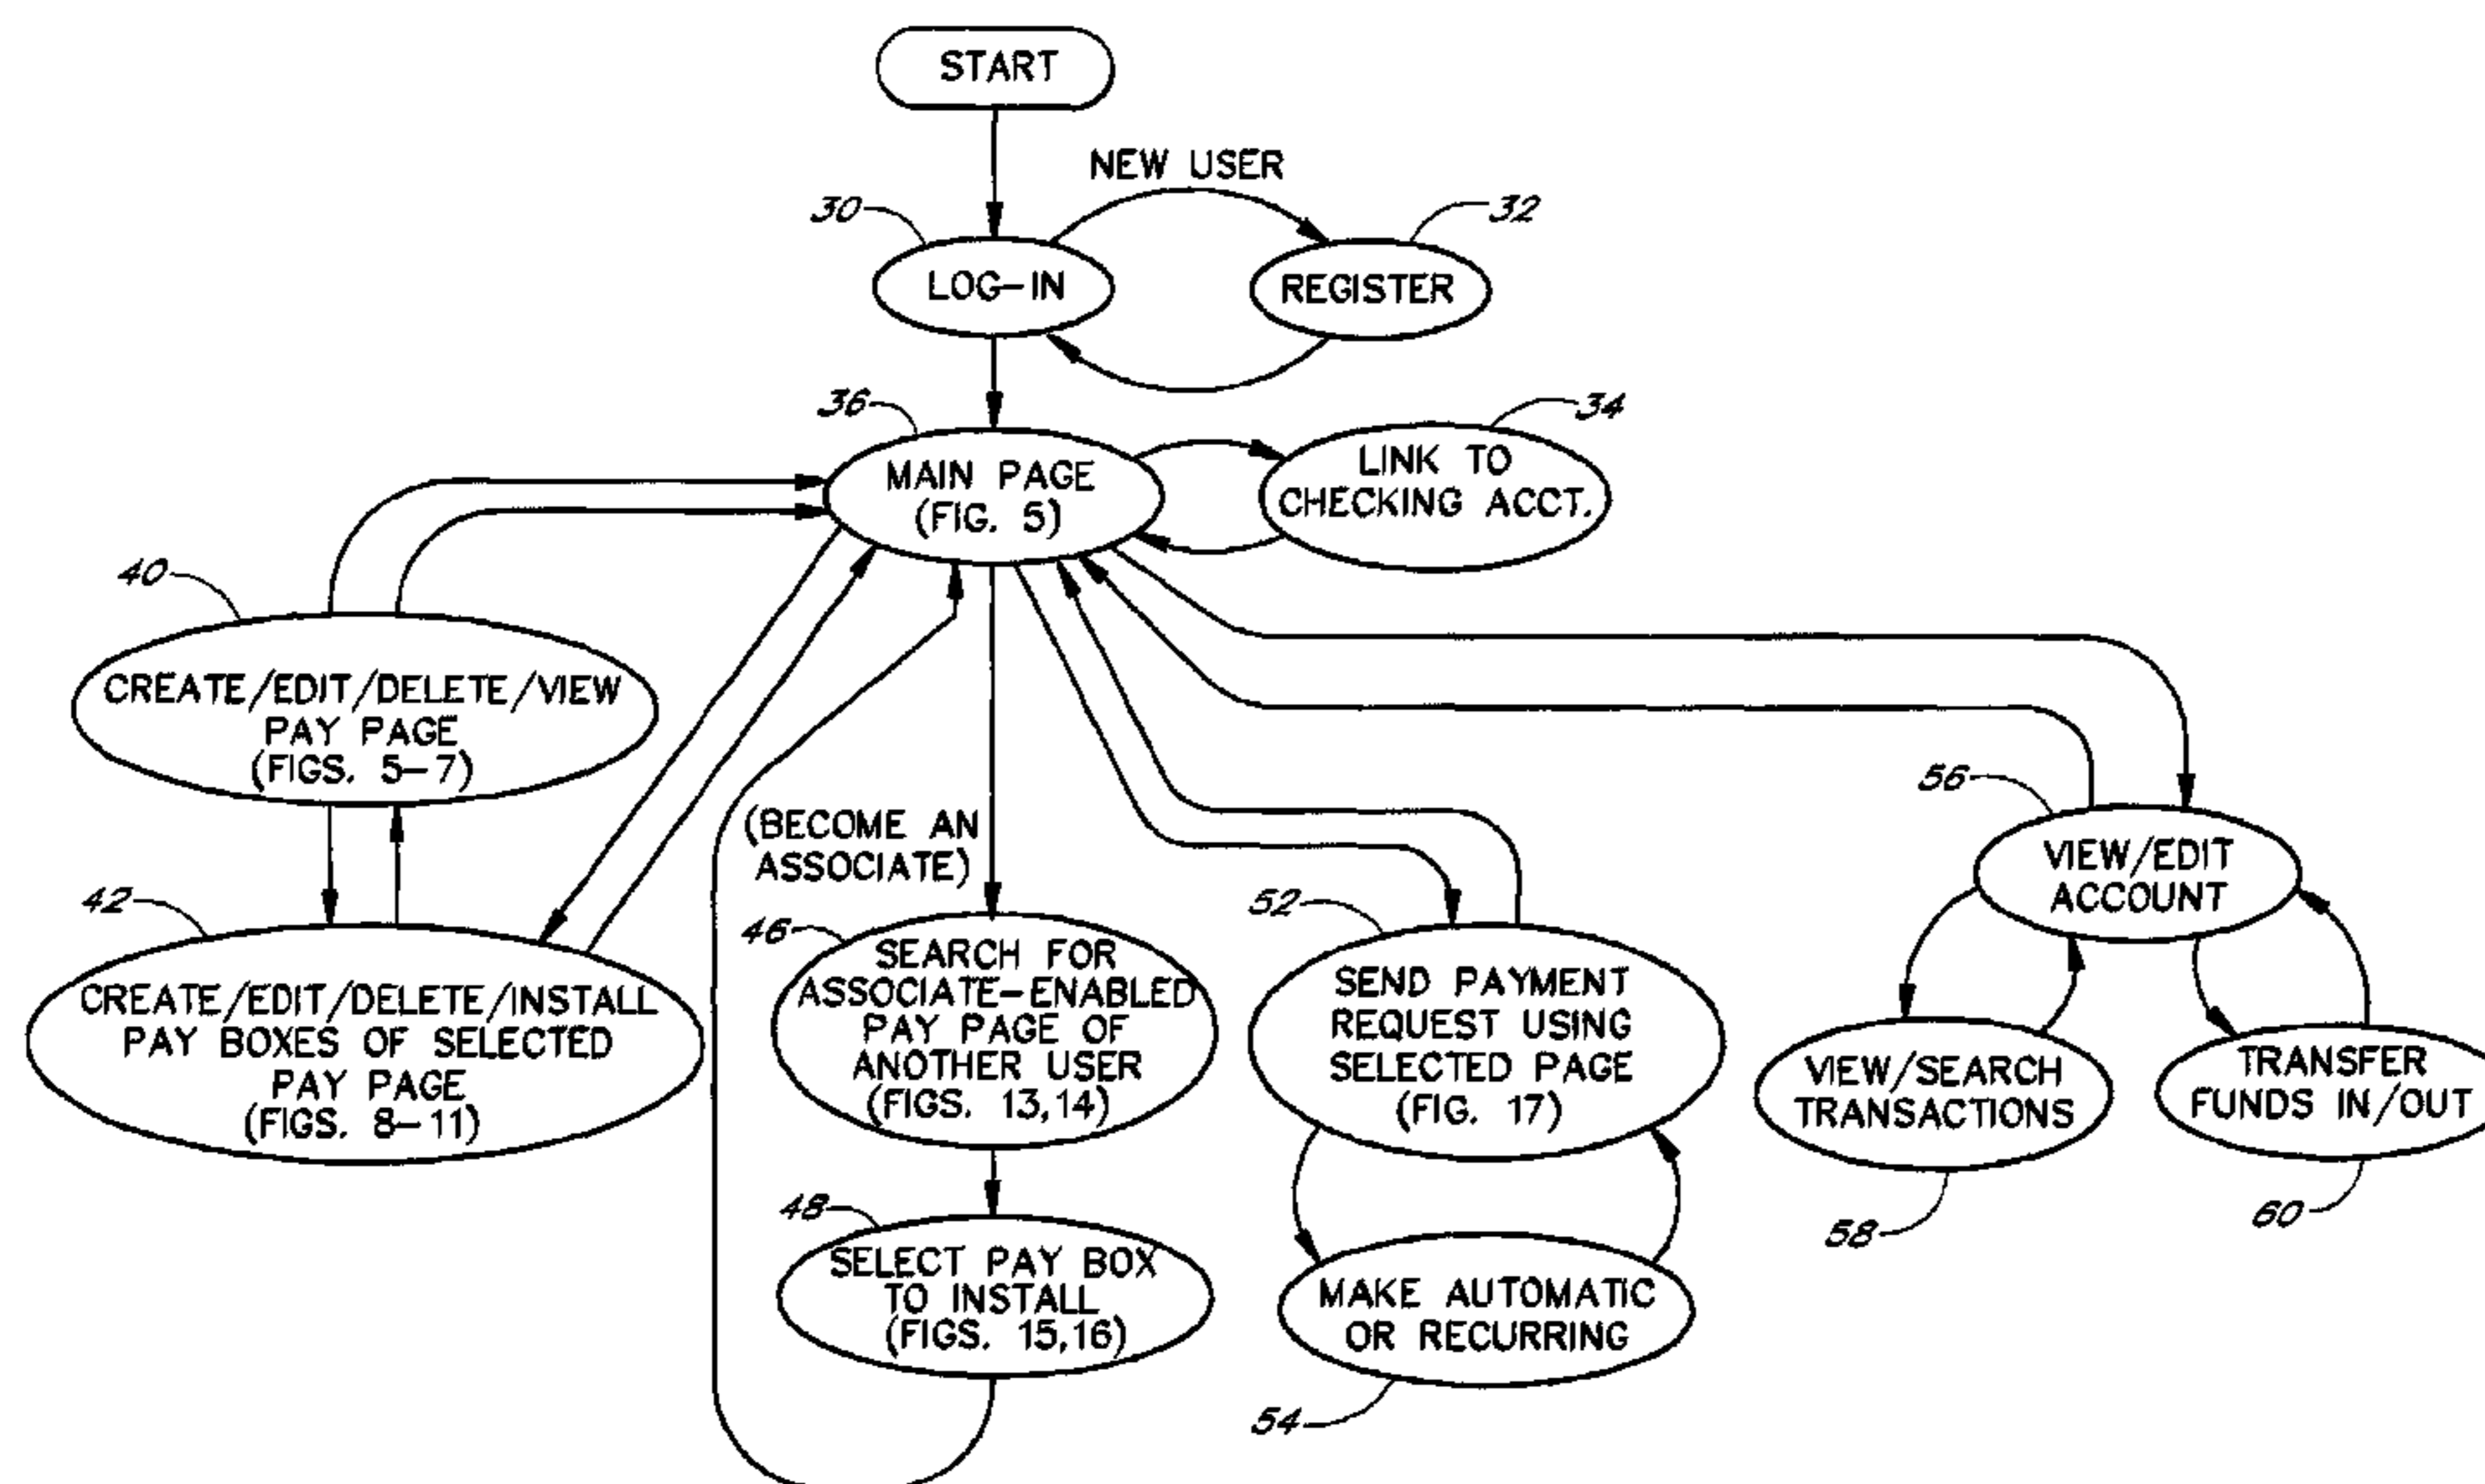 START
NEW USER
30
32
LOG-IN
REGISTER
36
34
MAIN PAGE
(FIG. 5)
LINK TO
CHECKING ACCT.
40
CREATE/EDIT/DELETE/VIEW
PAY PAGE
(FIGS. 5-7)
42
CREATE/EDIT/DELETE/INSTALL
PAY BOXES OF SELECTED
PAY PAGE
(FIGS. 8-11)
(BECOME AN
ASSOCIATE)
46
SEARCH FOR
ASSOCIATE-ENABLED
PAY PAGE OF
ANOTHER USER
(FIGS. 13,14)
48
SELECT PAY BOX
TO INSTALL
(FIGS. 15,16)
52
SEND PAYMENT
REQUEST USING
SELECTED PAGE
(FIG. 17)
MAKE AUTOMATIC
OR RECURRING
54
56
VIEW/EDIT
ACCOUNT
VIEW/SEARCH
TRANSACTIONS
58
TRANSFER
FUNDS IN/OUT
60